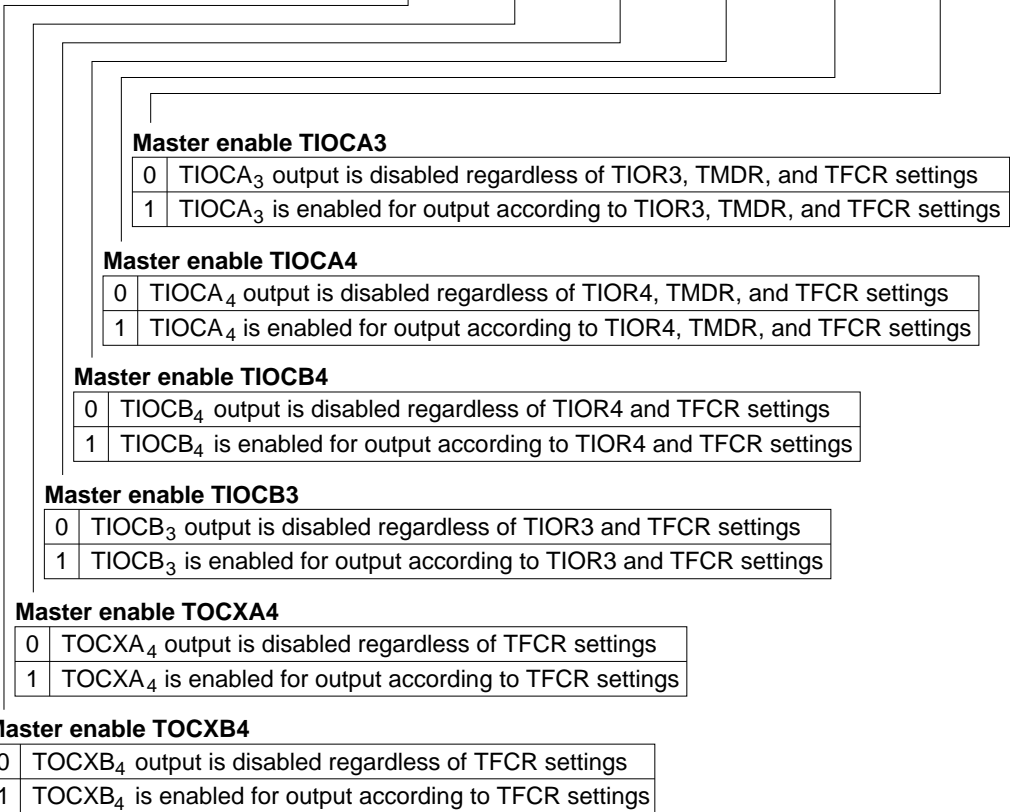 Master enable TIOCA3
0 TIOCA3 output is disabled regardless of TIOR3, TMDR, and TFCR settings
1 TIOCA3 is enabled for output according to TIOR3, TMDR, and TFCR settings
Master enable TIOCA4
0 TIOCA4 output is disabled regardless of TIOR4, TMDR, and TFCR settings
1 TIOCA4 is enabled for output according to TIOR4, TMDR, and TFCR settings
Master enable TIOCB4
0 TIOCB4 output is disabled regardless of TIOR4 and TFCR settings
1 TIOCB4 is enabled for output according to TIOR4 and TFCR settings
Master enable TIOCB3
0 TIOCB3 output is disabled regardless of TIOR3 and TFCR settings
1 TIOCB3 is enabled for output according to TIOR3 and TFCR settings
Master enable TOCXA4
0 TOCXA4 output is disabled regardless of TFCR settings
1 TOCXA4 is enabled for output according to TFCR settings
Master enable TOCXB4
0 TOCXB4 output is disabled regardless of TFCR settings
1 TOCXB4 is enabled for output according to TFCR settings